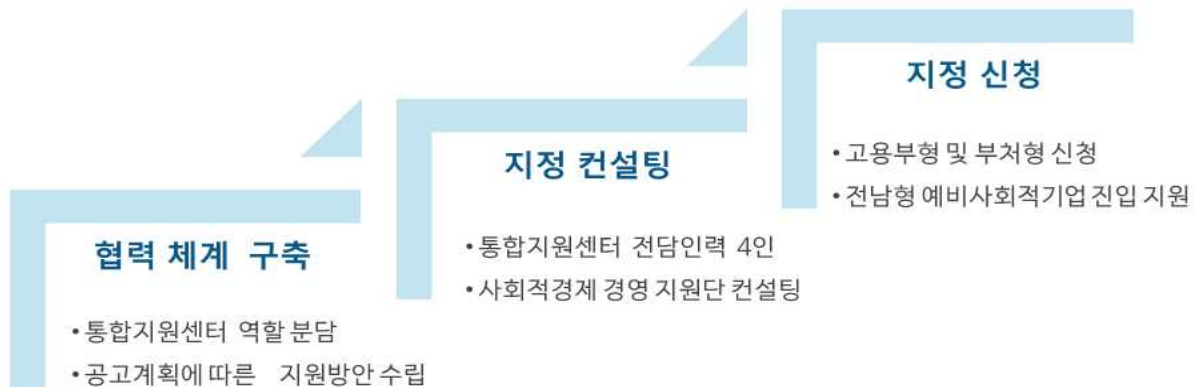 협력 체계 구축
• 통합지원센터 역할 분담
• 공고계획에 따른 지원방안 수립
지정 컨설팅
• 통합지원센터 전담인력 4인
• 사회적경제 경영 지원단 컨설팅
지정 신청
• 고용부형 및 부처형 신청
• 전남형 예비사회적기업 진입 지원